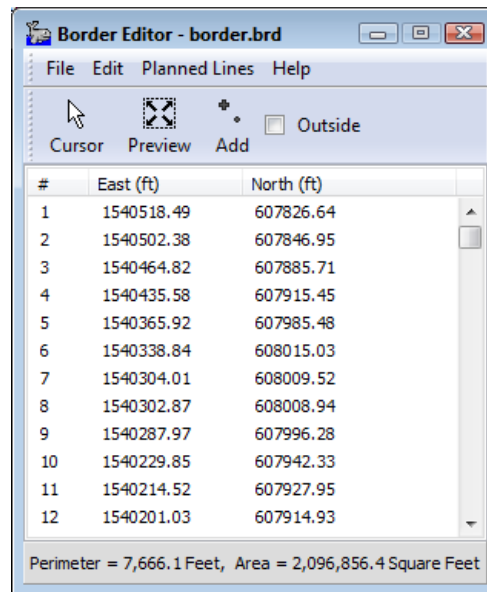 Border Editor - border.brd
File Edit Planned Lines Help
Cursor Preview Add Outside
# East (ft) North (ft)
1 1540518.49 607826.64
2 1540502.38 607846.95
3 1540464.82 607885.71
4 1540435.58 607915.45
5 1540365.92 607985.48
6 1540338.84 608015.03
7 1540304.01 608009.52
8 1540302.87 608008.94
9 1540287.97 607996.28
10 1540229.85 607942.33
11 1540214.52 607927.95
12 1540201.03 607914.93
Perimeter = 7,666.1 Feet, Area = 2,096,856.4 Square Feet